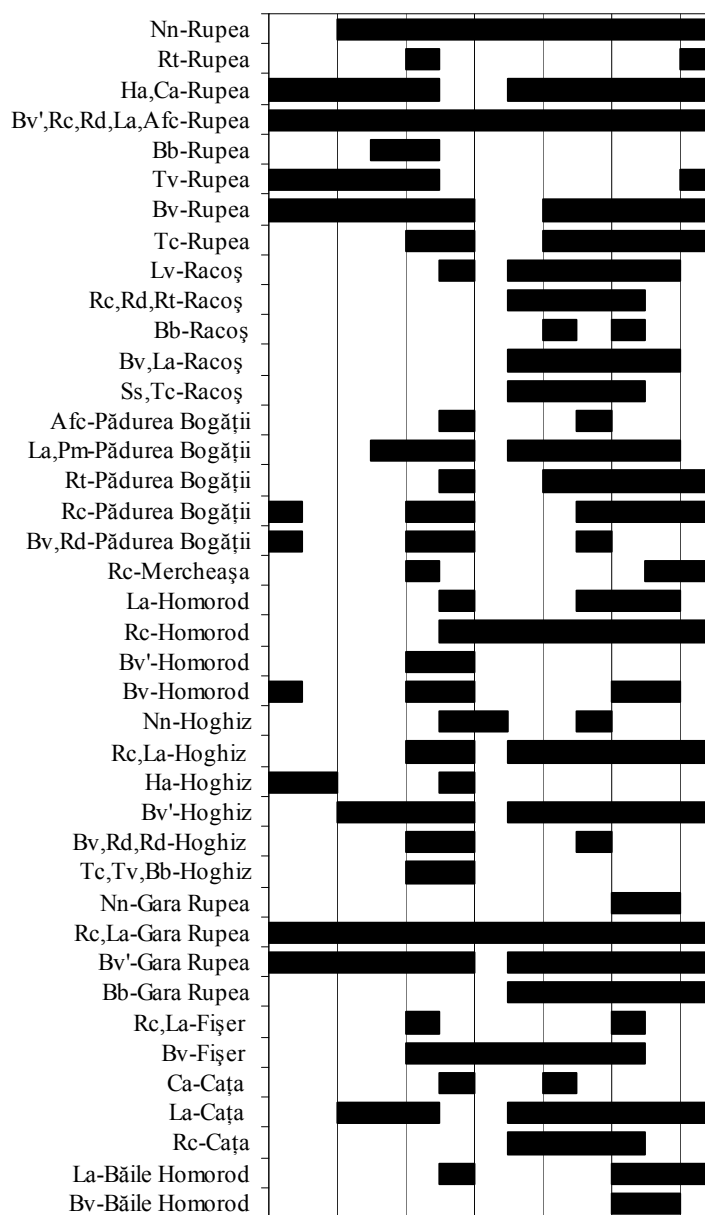 Nn-Rupea
Rt-Rupea
Ha,Ca-Rupea
Bv',Rc,Rd,La,Afc-Rupea
Bb-Rupea
Tv-Rupea
Bv-Rupea
Tc-Rupea
Lv-Racoş
Rc,Rd,Rt-Racoş
Bb-Racoş
Bv,La-Racoş
Ss,Tc-Racoş
Afc-Pădurea Bogăţii
La,Pm-Pădurea Bogăţii
Rt-Pădurea Bogăţii
Rc-Pădurea Bogăţii
Bv,Rd-Pădurea Bogăţii
Rc-Mercheaşa
La-Homorod
Rc-Homorod
Bv'-Homorod
Bv-Homorod
Nn-Hoghiz
Rc,La-Hoghiz
Ha-Hoghiz
Bv'-Hoghiz
Bv,Rd,Rd-Hoghiz
Tc,Tv,Bb-Hoghiz
Nn-Gara Rupea
Rc,La-Gara Rupea
Bv'-Gara Rupea
Bb-Gara Rupea
Rc,La-Fişer
Bv-Fişer
Ca-Caţa
La-Caţa
Rc-Caţa
La-Băile Homorod
Bv-Băile Homorod